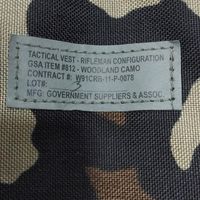 TACTICAL VEST - RIFLEMAN CONFIGURATION
GSA ITEM #812 - WOODLAND CAMO
CONTRACT #: W91CRB-11-P-0078
LOT#:
MFG: GOVERNMENT SUPPLIERS & ASSOC.